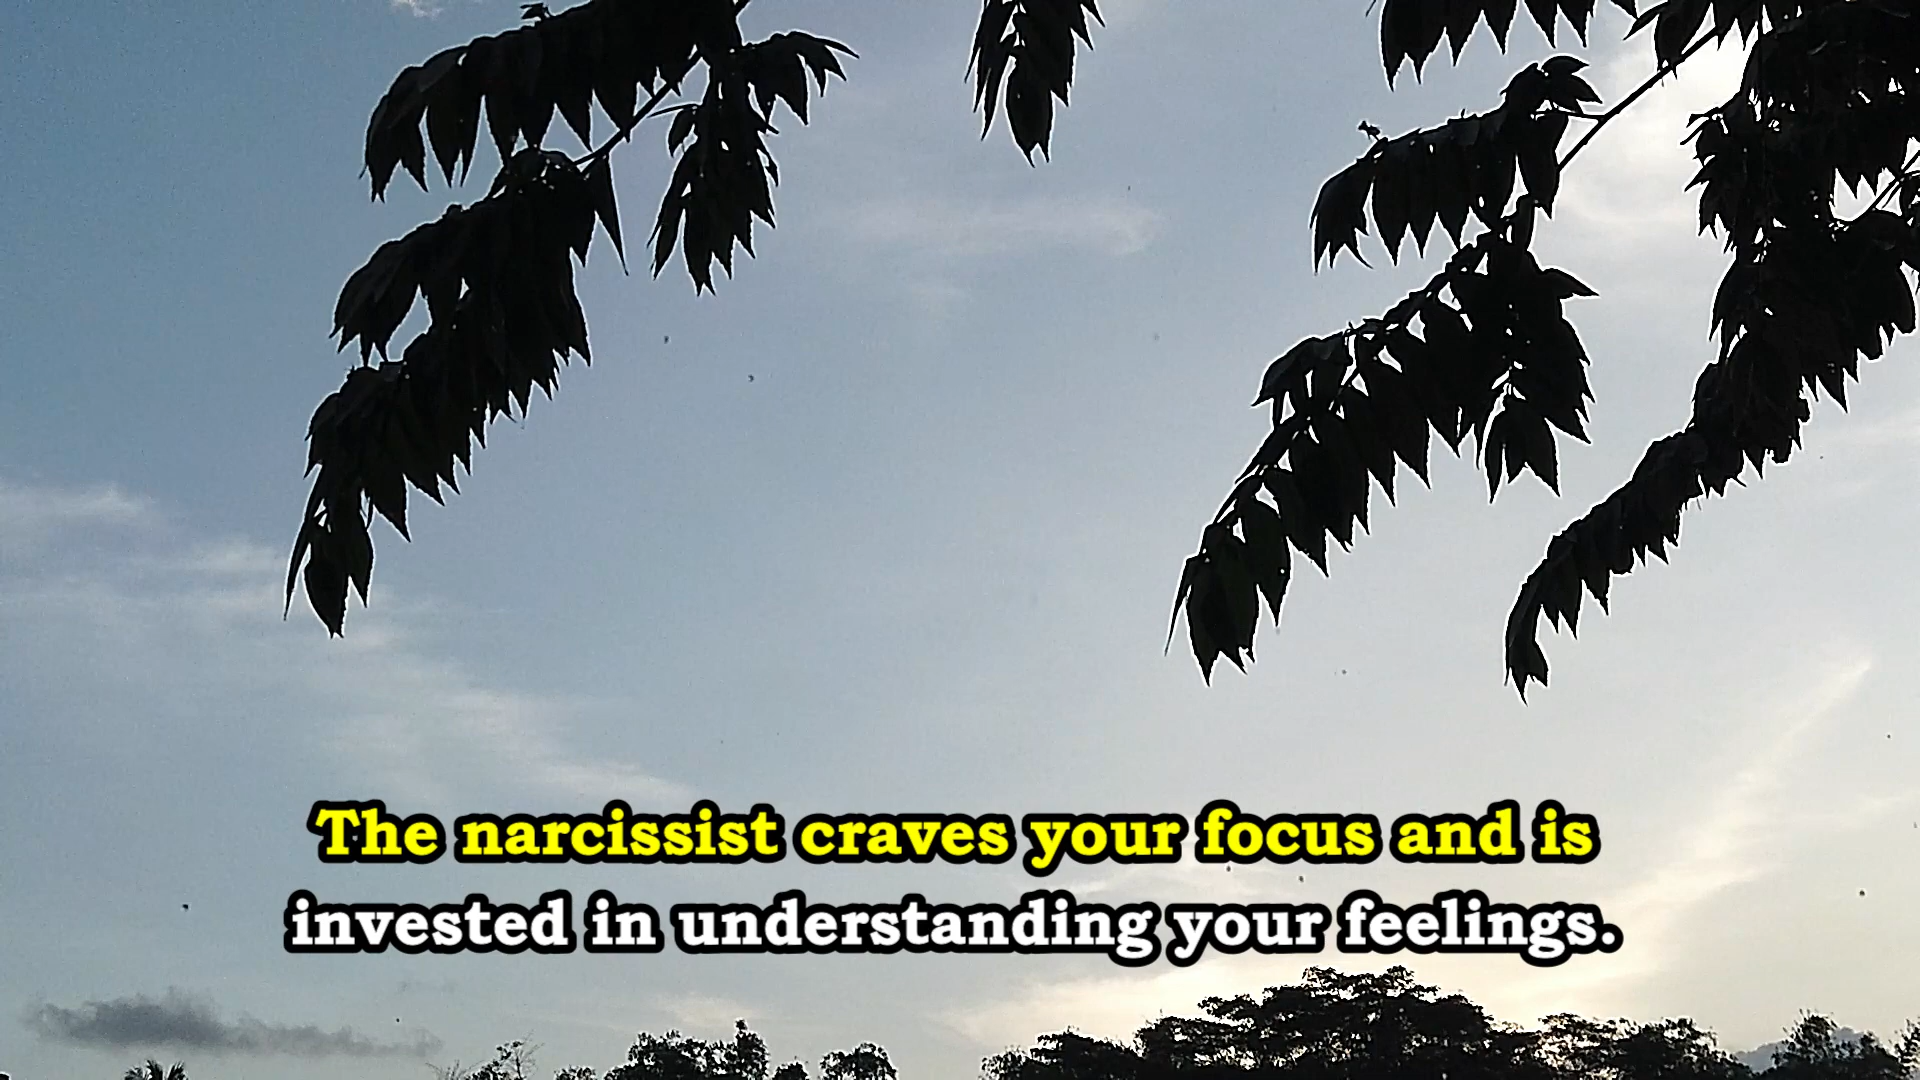 The narcissist craves your focus and is
invested in understanding your feelings.